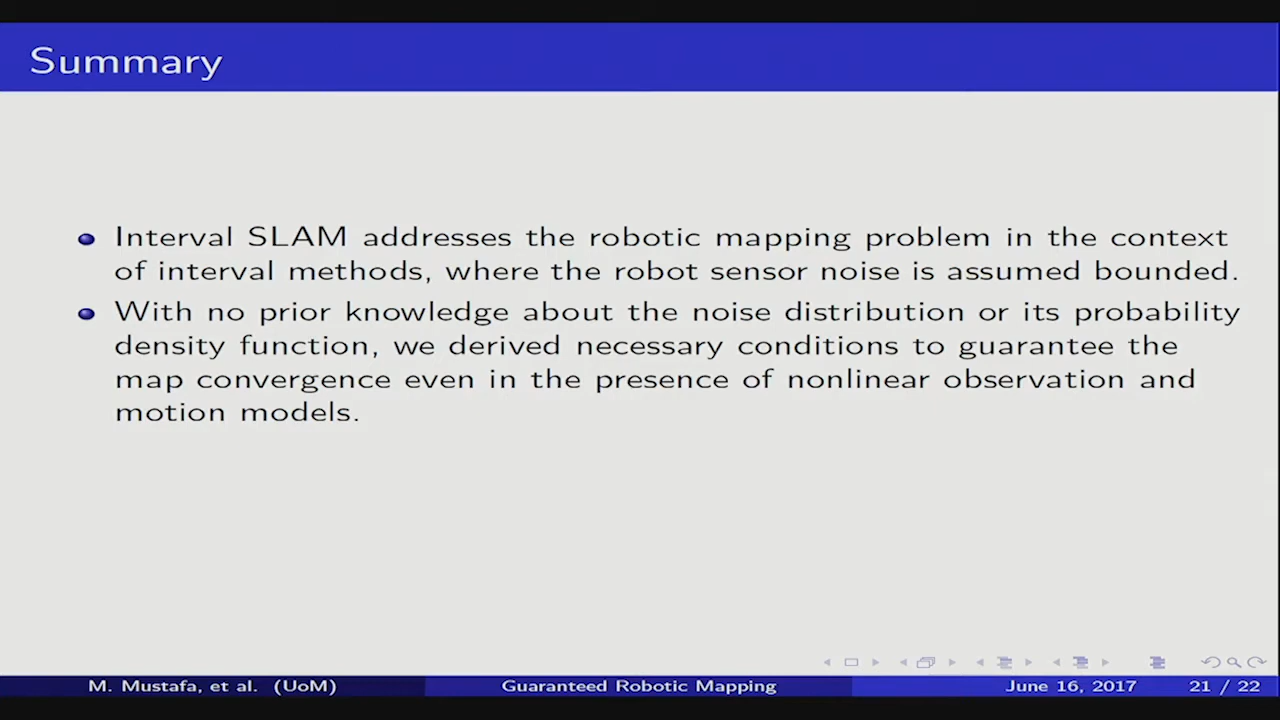 Summary
Interval SLAM addresses the robotic mapping problem in the context
of interval methods, where the robot sensor noise is assumed bounded.
With no prior knowledge about the noise distribution or its probability
density function, we derived necessary conditions to guarantee the
map convergence even in the presence of nonlinear observation and
motion models.
M. Mustafa, et al. (UoM) Guaranteed Robotic Mapping June 16, 2017 21 / 22